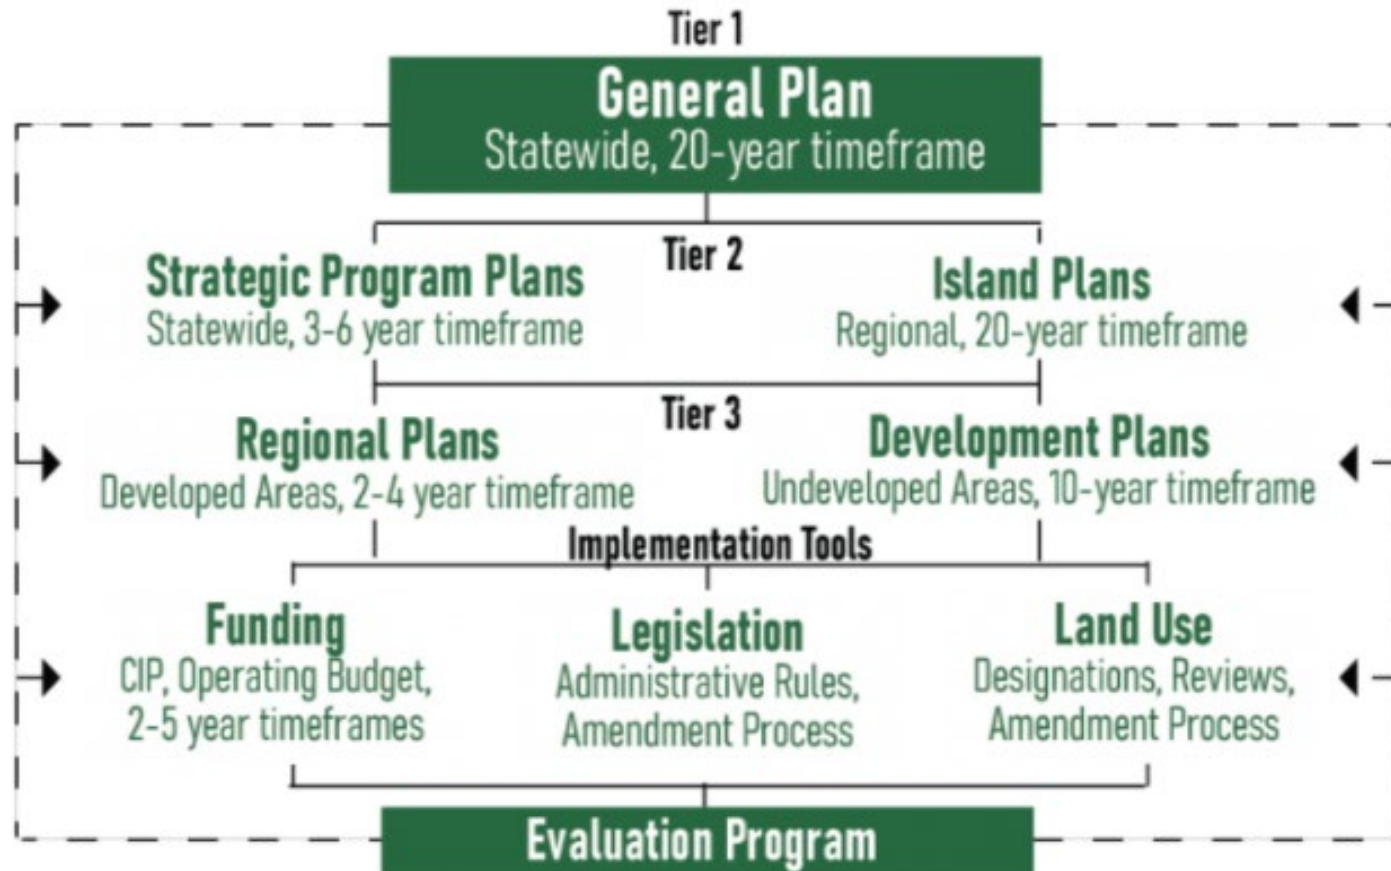 Tier 1
General Plan
Statewide, 20-year timeframe
Tier 2
Strategic Program Plans
Statewide, 3-6 year timeframe
Island Plans
Regional, 20-year timeframe
Tier 3
Regional Plans
Developed Areas, 2-4 year timeframe
Development Plans
Undeveloped Areas, 10-year timeframe
Implementation Tools
Funding
CIP, Operating Budget,
2-5 year timeframes
Legislation
Administrative Rules,
Amendment Process
Land Use
Designations, Reviews,
Amendment Process
Evaluation Program